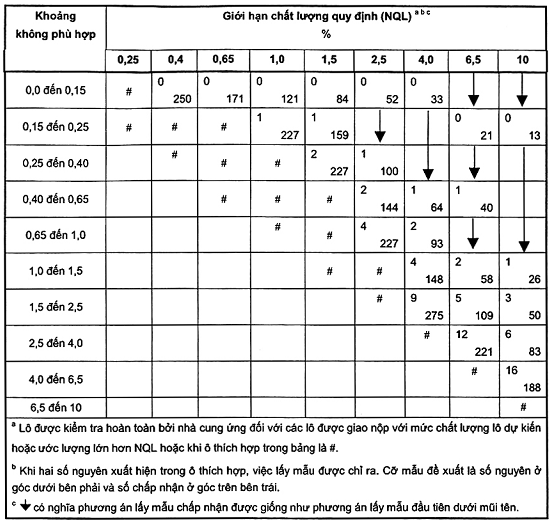 Khoảng không phù hợp
Giới hạn chất lượng quy định (NQL) a b c
%
0,25 0,4 0,65 1,0 1,5 2,5 4,0 6,5 10
0,0 đến 0,15 # 0 250 0 171 0 121 0 84 0 52 0 33 ↓ ↓
0,15 đến 0,25 # # # 1 227 1 159 ↓ ↓ 0 21 0 13
0,25 đến 0,40 # # # 2 227 1 100 ↓ ↓
0,40 đến 0,65 # # # 2 144 1 64 1 40
0,65 đến 1,0 # # 4 227 2 93 ↓ ↓
1,0 đến 1,5 # # 4 148 2 58 1 26
1,5 đến 2,5 # 9 275 5 109 3 50
2,5 đến 4,0 # 12 221 6 83
4,0 đến 6,5 # 16 188
6,5 đến 10 #
a Lô được kiểm tra hoàn toàn bởi nhà cung ứng đối với các lô được giao nộp với mức chất lượng lô dự kiến
hoặc ước lượng lớn hơn NQL hoặc khi ô thích hợp trong bảng là #.
b Khi hai số nguyên xuất hiện trong ô thích hợp, việc lấy mẫu được chỉ ra. Cỡ mẫu đề xuất là số nguyên ở
góc dưới bên phải và số chấp nhận ở góc trên bên trái.
c ↓ có nghĩa phương án lấy mẫu chấp nhận được giống như phương án lấy mẫu đầu tiên dưới mũi tên.